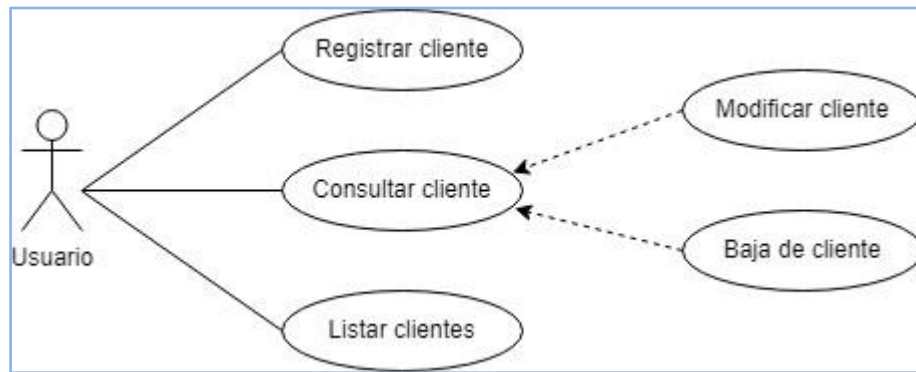 Registrar cliente
Modificar cliente
Consultar cliente
Usuario
Baja de cliente
Listar clientes